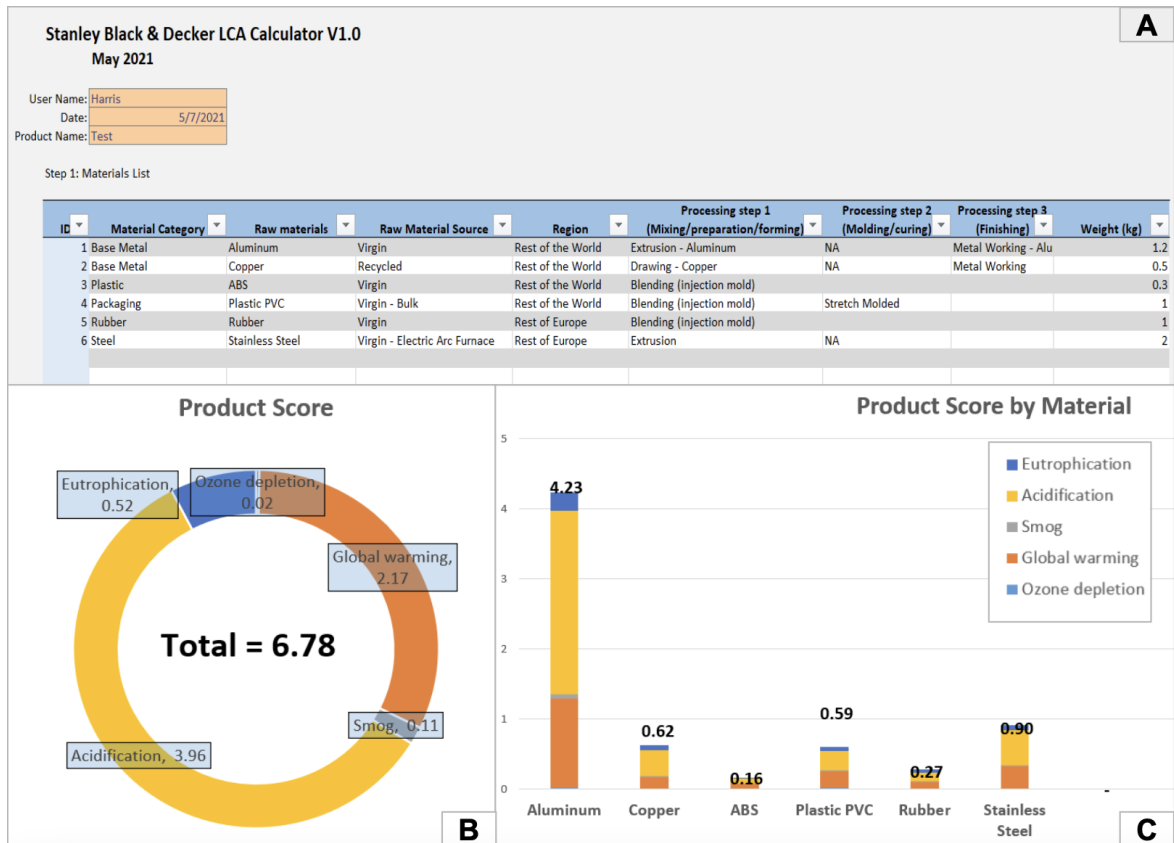 A
Stanley Black & Decker LCA Calculator V1.0
May 2021
User Name: Harris
Date: 5/7/2021
Product Name: Test
Step 1: Materials List
ID Material Category Raw materials Raw Material Source Region Processing step 1 (Mixing/preparation/forming) Processing step 2 (Molding/curing) Processing step 3 (Finishing) Weight (kg)
1 Base Metal Aluminum Virgin Rest of the World Extrusion - Aluminum NA Metal Working - Alu 1.2
2 Base Metal Copper Recycled Rest of the World Drawing - Copper NA Metal Working 0.5
3 Plastic ABS Virgin Rest of the World Blending (injection mold) 0.3
4 Packaging Plastic PVC Virgin - Bulk Rest of the World Blending (injection mold) Stretch Molded 1
5 Rubber Rubber Virgin Rest of Europe Blending (injection mold) 1
6 Steel Stainless Steel Virgin - Electric Arc Furnace Rest of Europe Extrusion NA 2
Product Score
Eutrophication,
0.52
Ozone depletion,
0.02
Global warming,
2.17
Total = 6.78
Smog, 0.11
Acidification, 3.96
B
Product Score by Material
5
4
3
2
1
0
Eutrophication
Acidification
Smog
Global warming
Ozone depletion
4.23
0.62
0.16
0.59
0.27
0.90
-
Aluminum
Copper
ABS
Plastic PVC
Rubber
Stainless
Steel
C